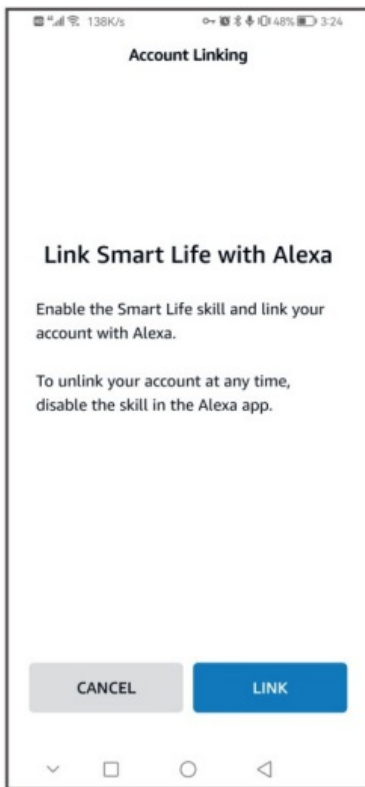 138K/s 48% 3:24
Account Linking
Link Smart Life with Alexa
Enable the Smart Life skill and link your
account with Alexa.
To unlink your account at any time,
disable the skill in the Alexa app.
CANCEL LINK